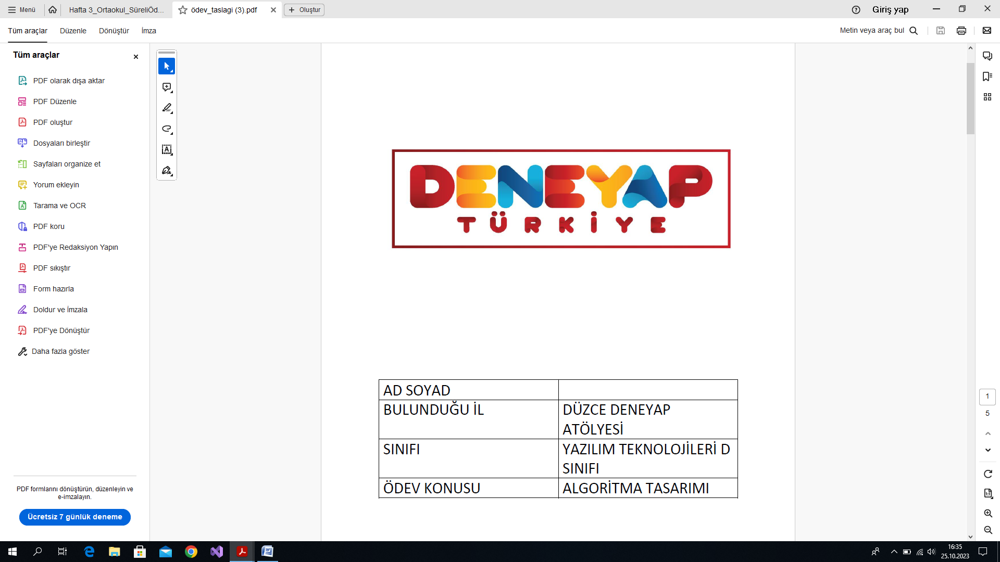 Menü
Hafta 3_Ortaokul_SüreliÖd...
ödev_taslagi (3).pdf
Oluştur
Giriş yap
Tüm araçlar
Düzenle
Dönüştür
İmza
Metin veya araç bul
Tüm araçlar
PDF olarak dışa aktar
PDF Düzenle
PDF oluştur
Dosyaları birleştir
Sayfaları organize et
Yorum ekleyin
Tarama ve OCR
PDF koru
PDF'ye Redaksiyon Yapın
PDF sıkıştır
Form hazırla
Doldur ve İmzala
PDF'ye Dönüştür
Daha fazla göster
PDF formlarını dönüştürün, düzenleyin ve
e-imzalayın.
Ücretsiz 7 günlük deneme
DENEYAP
TÜRKİYE
AD SOYAD
BULUNDUĞU İL
DÜZCE DENEYAP
ATÖLYESİ
SINIFI
YAZILIM TEKNOLOJİLERİ D
SINIFI
ÖDEV KONUSU
ALGORİTMA TASARIMI
1
5
16:35
25.10.2023